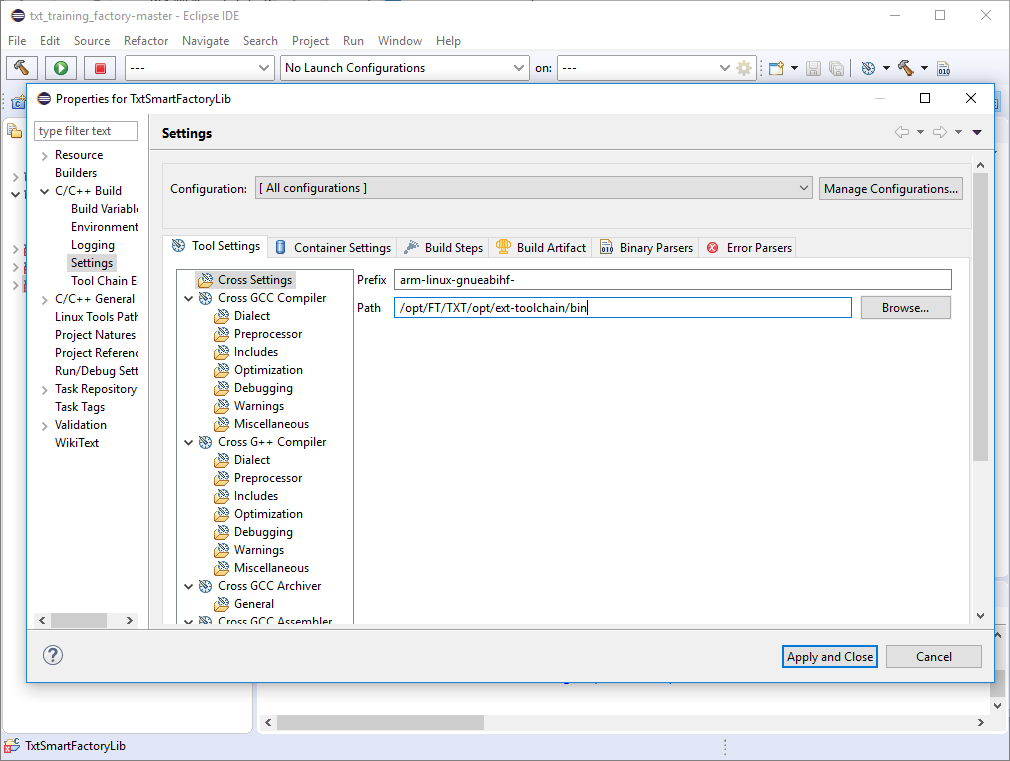 txt_training_factory-master - Eclipse IDE
File Edit Source Refactor Navigate Search Project Run Window Help
--- No Launch Configurations on: ---
Properties for TxtSmartFactoryLib
type filter text
Resource
Builders
C/C++ Build
Build Variabl
Environment
Logging
Settings
Tool Chain E
C/C++ General
Linux Tools Path
Project Natures
Project Referenc
Run/Debug Sett
Task Repository
Task Tags
Validation
WikiText
Settings
Configuration: [ All configurations ] Manage Configurations...
Tool Settings Container Settings Build Steps Build Artifact Binary Parsers Error Parsers
Cross Settings
Cross GCC Compiler
Dialect
Preprocessor
Includes
Optimization
Debugging
Warnings
Miscellaneous
Cross G++ Compiler
Dialect
Preprocessor
Includes
Optimization
Debugging
Warnings
Miscellaneous
Cross GCC Archiver
General
Cross GCC Assembler
Prefix arm-linux-gnueabihf-
Path /opt/FT/TXT/opt/ext-toolchain/bin Browse...
? Apply and Close Cancel
TxtSmartFactoryLib